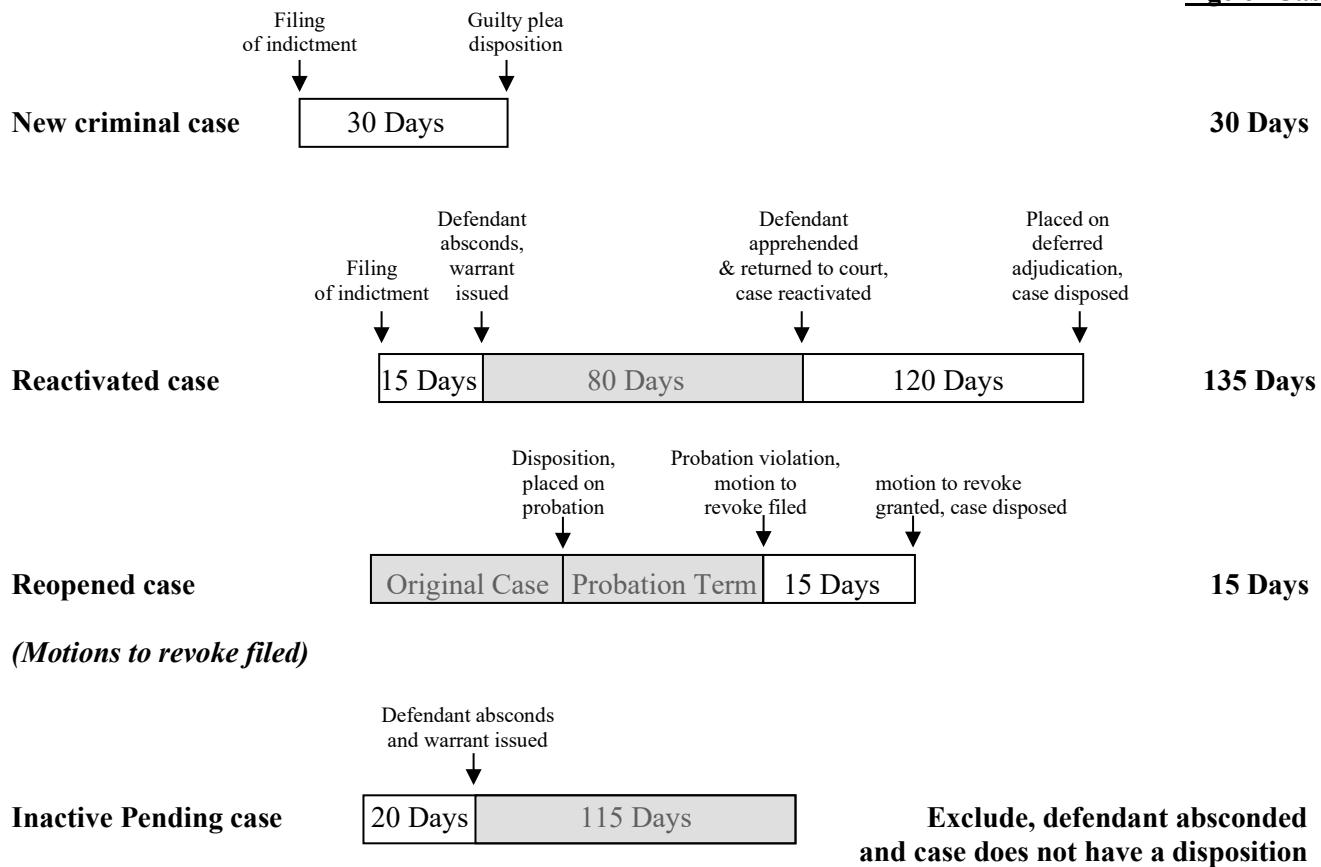 Filing
of indictment
Guilty plea
disposition
New criminal case
30 Days
30 Days
Filing
of indictment
Defendant
absconds,
warrant
issued
Defendant
apprehended
& returned to court,
case reactivated
Placed on
deferred
adjudication,
case disposed
Reactivated case
15 Days
80 Days
120 Days
135 Days
Disposition,
placed on
probation
Probation violation,
motion to
revoke filed
motion to revoke
granted, case disposed
Reopened case
Original Case
Probation Term
15 Days
15 Days
(Motions to revoke filed)
Defendant absconds
and warrant issued
Inactive Pending case
20 Days
115 Days
Exclude, defendant absconded
and case does not have a disposition